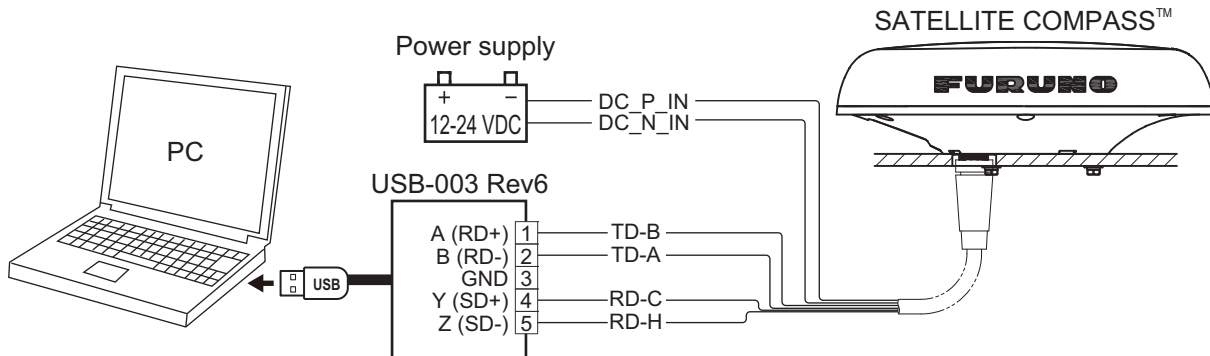 SATELLITE COMPASS™
FURUNO
Power supply
+ −
12-24 VDC
DC_P_IN
DC_N_IN
PC
USB-003 Rev6
A (RD+) 1 TD-B
B (RD-) 2 TD-A
GND 3
USB
Y (SD+) 4 RD-C
Z (SD-) 5 RD-H